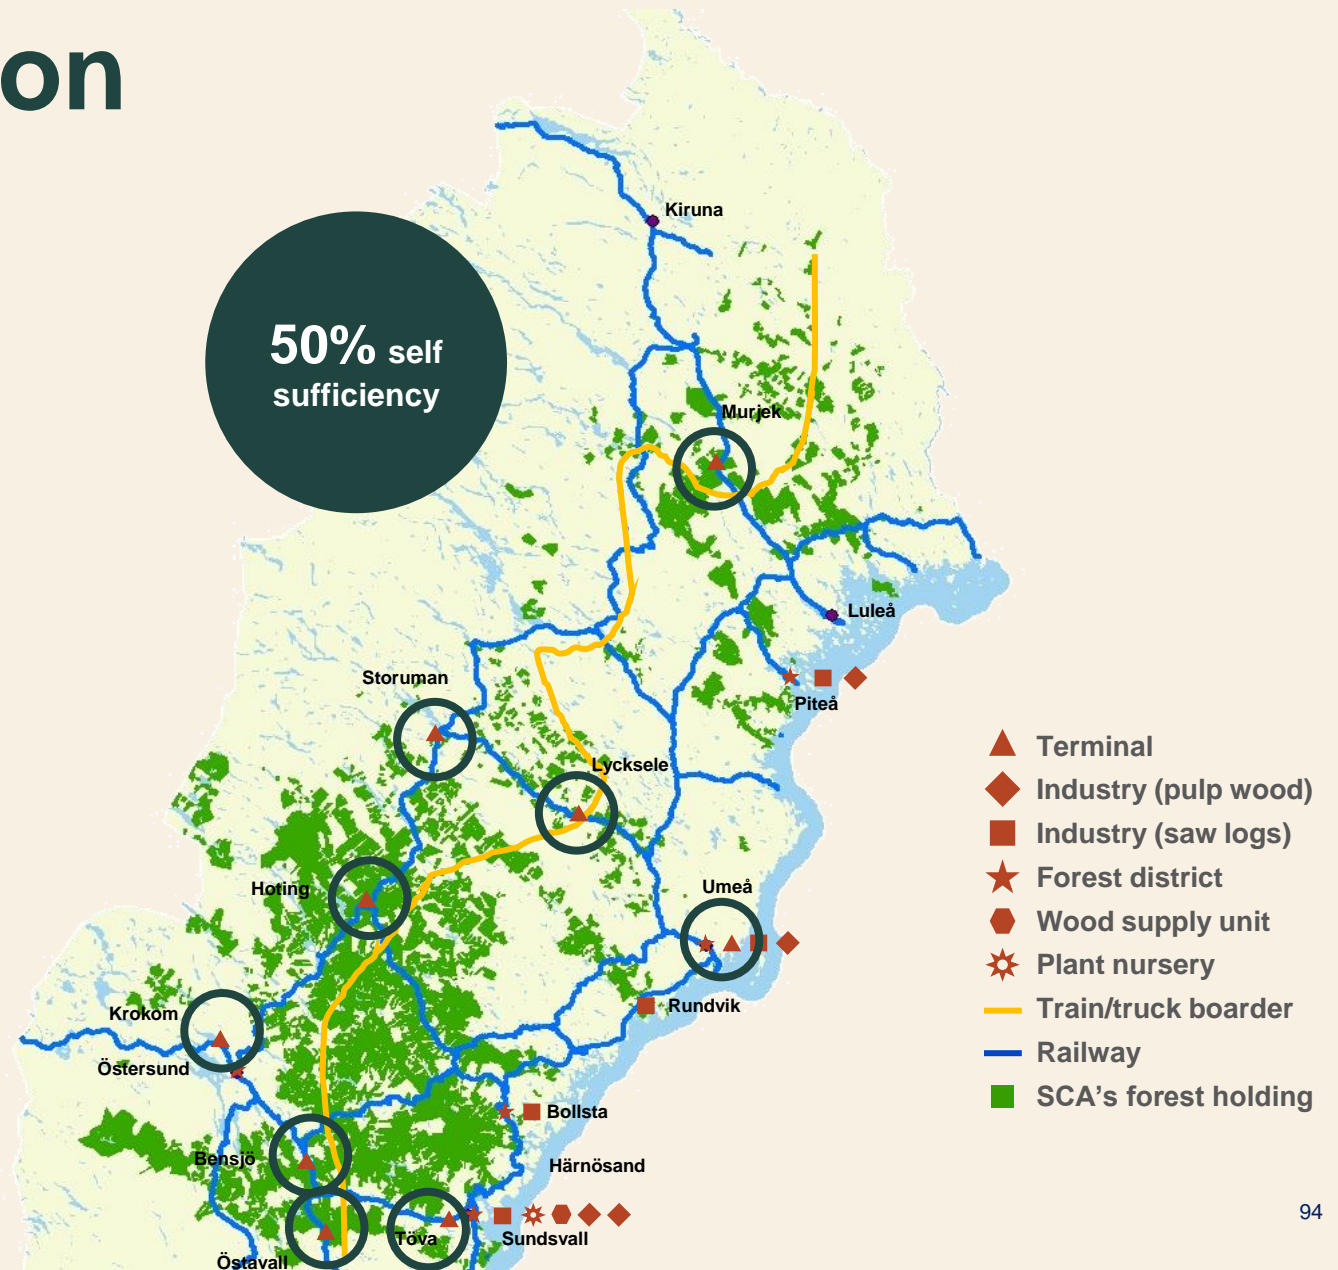 on
Kiruna
50% self
sufficiency
Murjek
Luleå
Storuman
Piteå
Lycksele
Hoting
Umeå
Rundvik
Krokom
Östersund
Bollsta
Bensjö
Härnösand
Töva
Sundsvall
Östavall
Terminal
Industry (pulp wood)
Industry (saw logs)
Forest district
Wood supply unit
Plant nursery
Train/truck boarder
Railway
SCA's forest holding
94